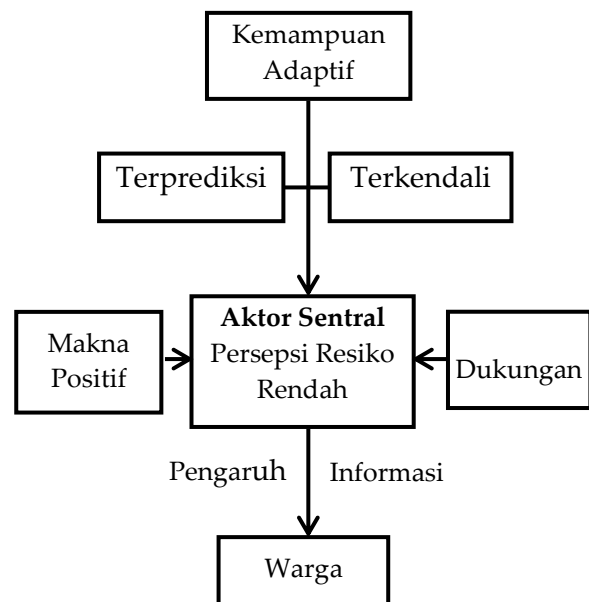 Kemampuan
Adaptif
Terprediksi
Terkendali
Aktor Sentral
Persepsi Resiko
Rendah
Makna
Positif
Dukungan
Pengaruh
Informasi
Warga